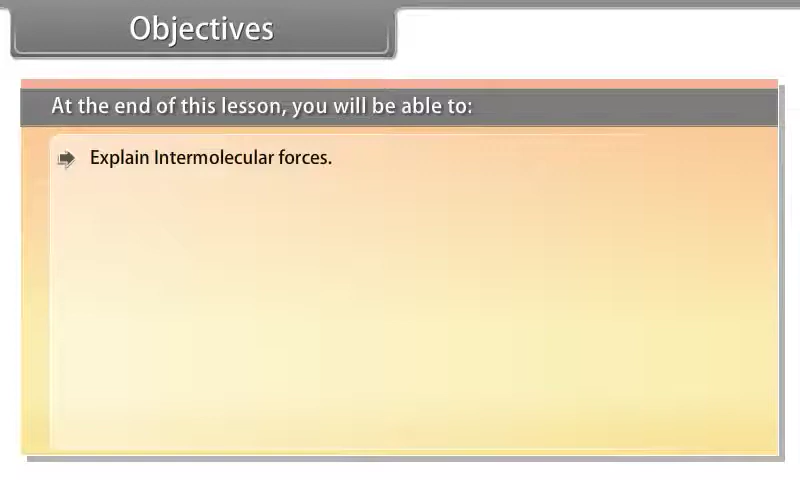 Objectives
At the end of this lesson, you will be able to:
Explain Intermolecular forces.